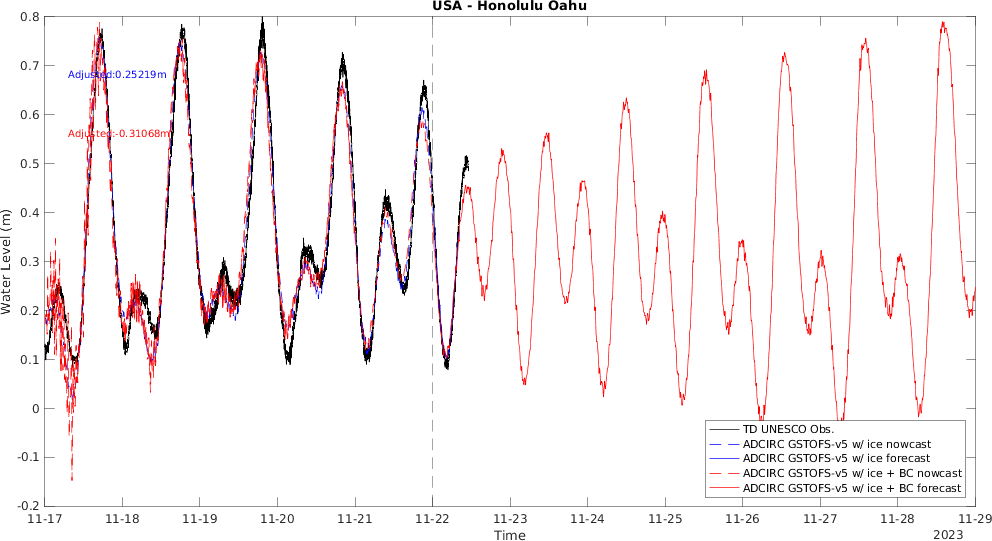 USA - Honolulu Oahu
0.8
0.7
0.6
0.5
0.4
0.3
0.2
0.1
0
-0.1
-0.2
Water Level (m)
Adjusted:0.25219m
Adjusted:-0.31068m
TD UNESCO Obs.
ADCIRC GSTOFS-v5 w/ ice nowcast
ADCIRC GSTOFS-v5 w/ ice forecast
ADCIRC GSTOFS-v5 w/ ice + BC nowcast
ADCIRC GSTOFS-v5 w/ ice + BC forecast
11-17 11-18 11-19 11-20 11-21 11-22 11-23 11-24 11-25 11-26 11-27 11-28 11-29
Time
2023